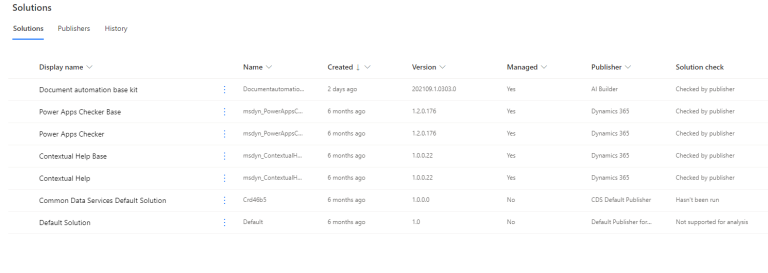 Solutions
Solutions Publishers History
Display name Name Created ↓ Version Managed Publisher Solution check
Document automation base kit Documentautomatio... 2 days ago 202109.1.0303.0 Yes AI Builder Checked by publisher
Power Apps Checker Base msdyn_PowerAppsC... 6 months ago 1.2.0.176 Yes Dynamics 365 Checked by publisher
Power Apps Checker msdyn_PowerAppsC... 6 months ago 1.2.0.176 Yes Dynamics 365 Checked by publisher
Contextual Help Base msdyn_ContextualH... 6 months ago 1.0.0.22 Yes Dynamics 365 Checked by publisher
Contextual Help msdyn_ContextualH... 6 months ago 1.0.0.22 Yes Dynamics 365 Checked by publisher
Common Data Services Default Solution Crd46b5 6 months ago 1.0.0.0 No CDS Default Publisher Hasn't been run
Default Solution Default 6 months ago 1.0 No Default Publisher for... Not supported for analysis